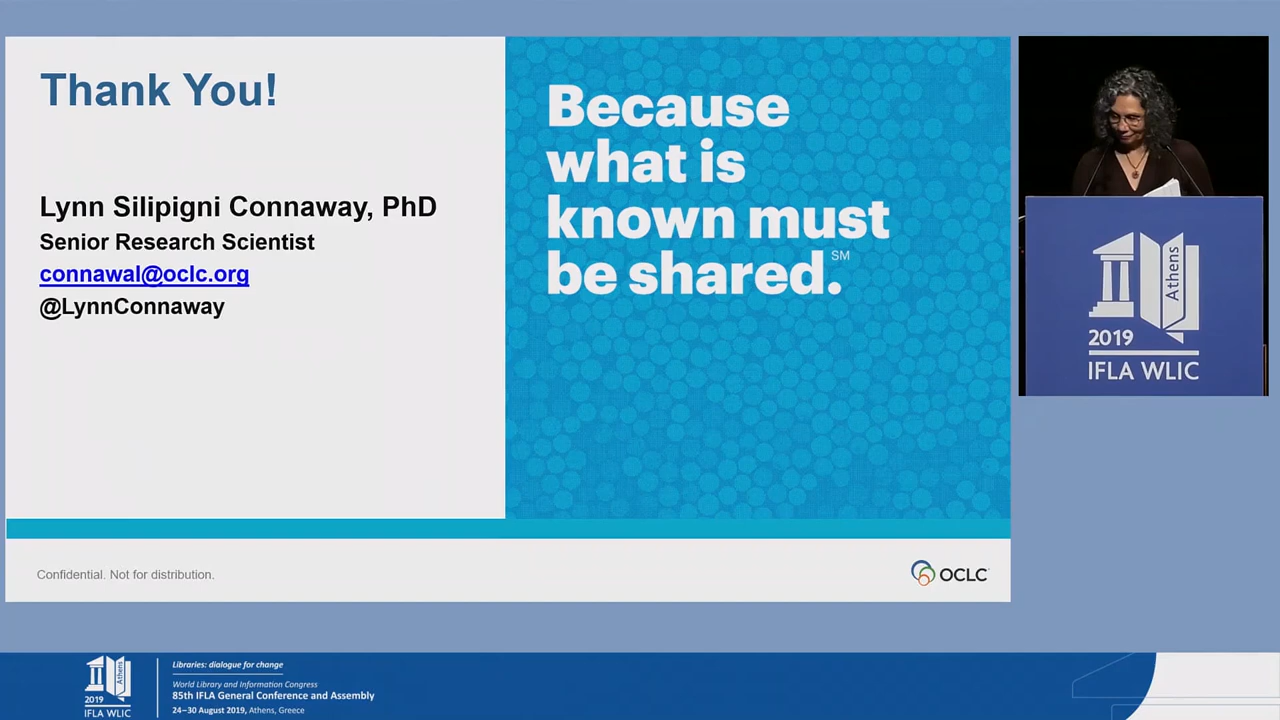 Thank You!
Lynn Silipigni Connaway, PhD
Senior Research Scientist
connawal@oclc.org
@LynnConnaway
Because
what is
known must
be shared.℠
Confidential. Not for distribution.
OCLC
Athens
2019
IFLA WLIC
Athens
2019
IFLA WLIC
Libraries: dialogue for change
World Library and Information Congress
85th IFLA General Conference and Assembly
24–30 August 2019, Athens, Greece